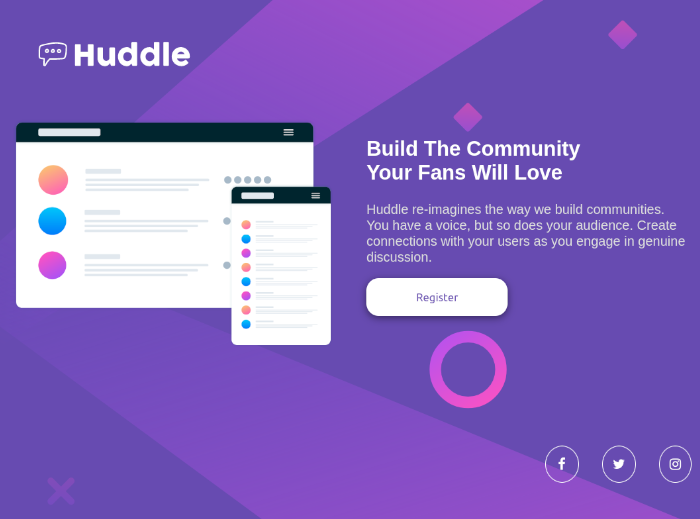 Huddle
Build The Community
Your Fans Will Love
Huddle re-imagines the way we build communities.
You have a voice, but so does your audience. Create
connections with your users as you engage in genuine
discussion.
Register